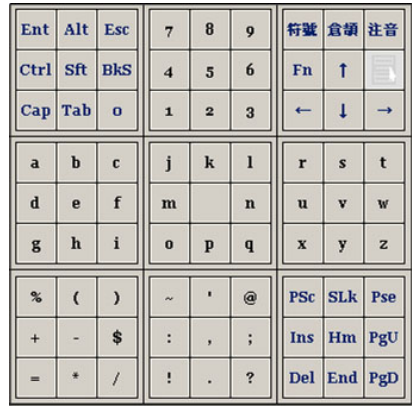 Ent Alt Esc 7 8 9 符號 倉頡 注音
Ctrl Sft BkS 4 5 6 Fn ↑
Cap Tab 0 1 2 3 ← ↓ →
a b c j k l r s t
d e f m n u v w
g h i o p q x y z
% ( ) ~ ' @ PSc SLk Pse
+ - $ : , ; Ins Hm PgU
= * / ! . ? Del End PgD